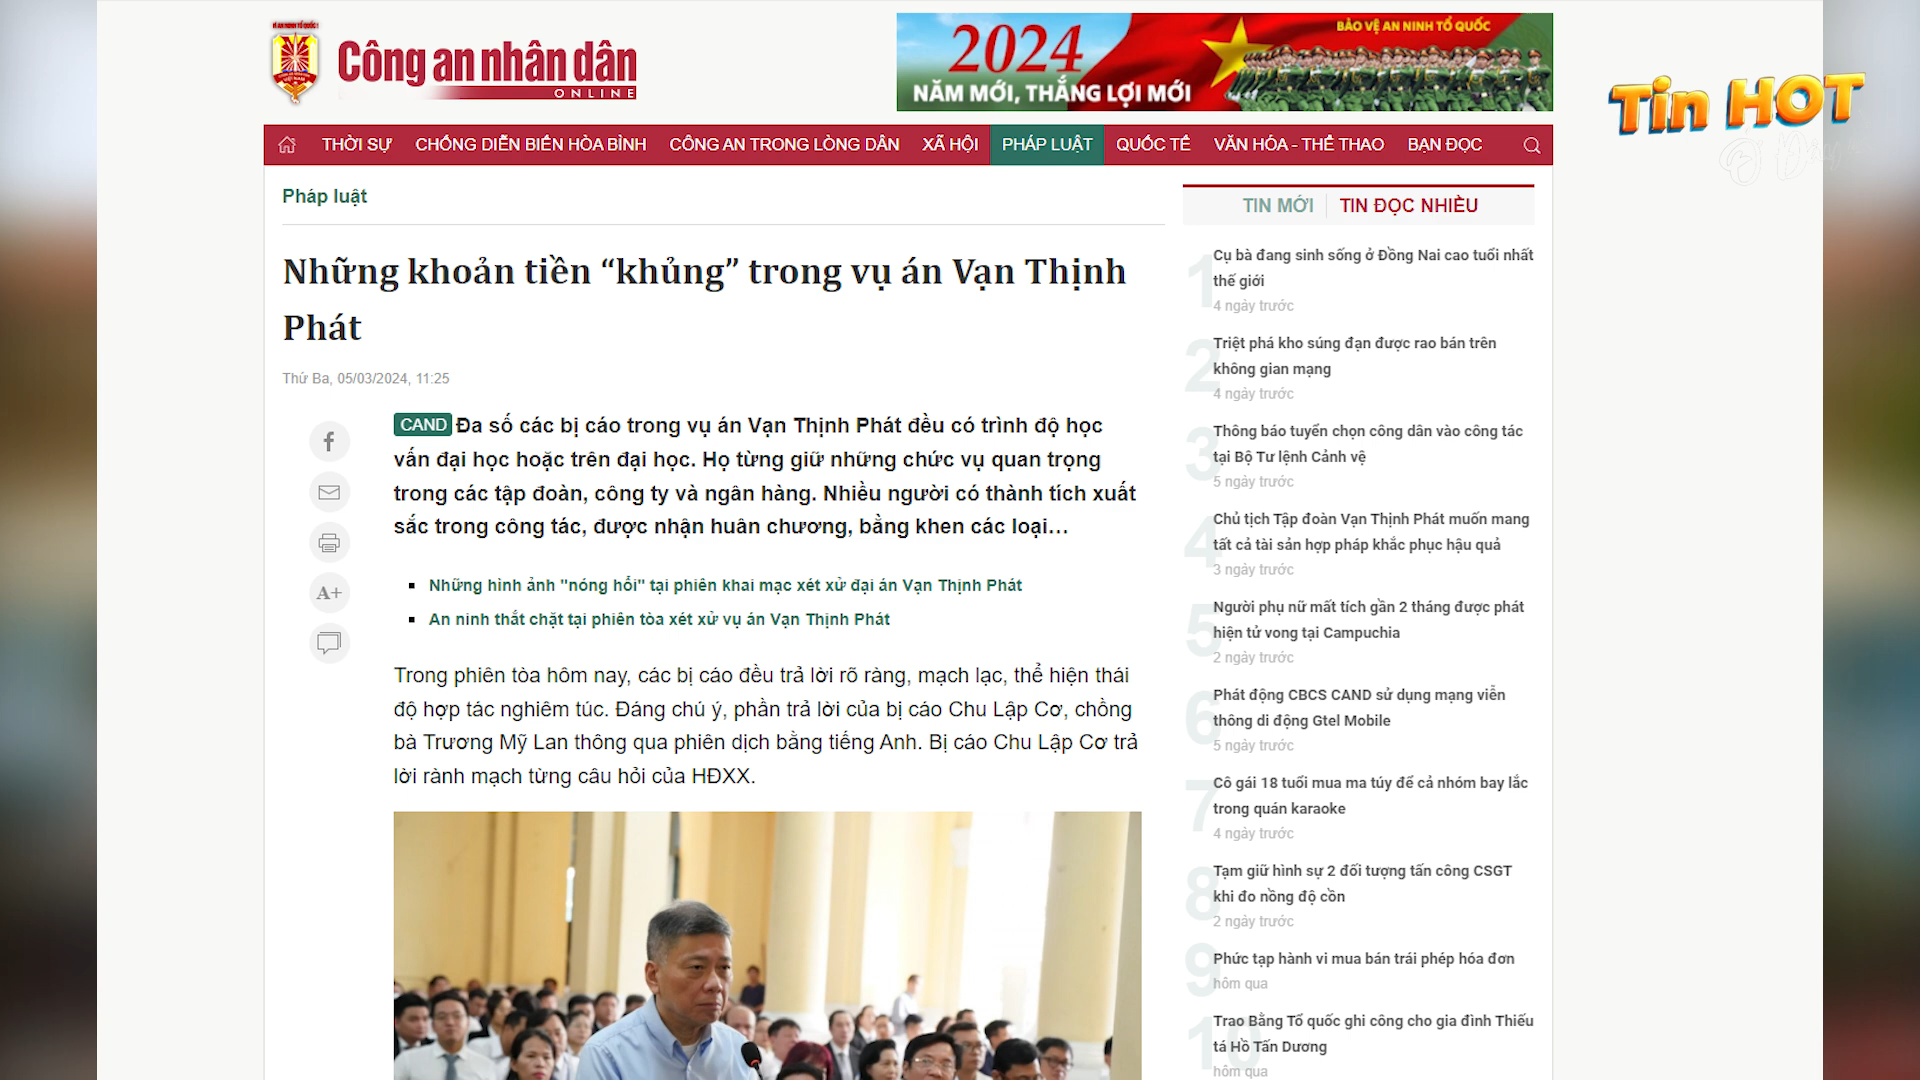 VÌ AN NINH TỔ QUỐC
Công an nhân dân
ONLINE
2024
NĂM MỚI, THẮNG LỢI MỚI
BẢO VỆ AN NINH TỔ QUỐC
Tin HOT
THỜI SỰ
CHỐNG DIỄN BIẾN HÒA BÌNH
CÔNG AN TRONG LÒNG DÂN
XÃ HỘI
PHÁP LUẬT
QUỐC TẾ
VĂN HÓA - THỂ THAO
BẠN ĐỌC
Pháp luật
Những khoản tiền “khủng” trong vụ án Vạn Thịnh
Phát
Thứ Ba, 05/03/2024, 11:25
CAND Đa số các bị cáo trong vụ án Vạn Thịnh Phát đều có trình độ học
vấn đại học hoặc trên đại học. Họ từng giữ những chức vụ quan trọng
trong các tập đoàn, công ty và ngân hàng. Nhiều người có thành tích xuất
sắc trong công tác, được nhận huân chương, bằng khen các loại…
Những hình ảnh "nóng hổi" tại phiên khai mạc xét xử đại án Vạn Thịnh Phát
An ninh thắt chặt tại phiên tòa xét xử vụ án Vạn Thịnh Phát
A+
Trong phiên tòa hôm nay, các bị cáo đều trả lời rõ ràng, mạch lạc, thể hiện thái
độ hợp tác nghiêm túc. Đáng chú ý, phần trả lời của bị cáo Chu Lập Cơ, chồng
bà Trương Mỹ Lan thông qua phiên dịch bằng tiếng Anh. Bị cáo Chu Lập Cơ trả
lời rành mạch từng câu hỏi của HĐXX.
TIN MỚI
TIN ĐỌC NHIỀU
1
Cụ bà đang sinh sống ở Đồng Nai cao tuổi nhất
thế giới
4 ngày trước
2
Triệt phá kho súng đạn được rao bán trên
không gian mạng
4 ngày trước
3
Thông báo tuyển chọn công dân vào công tác
tại Bộ Tư lệnh Cảnh vệ
5 ngày trước
4
Chủ tịch Tập đoàn Vạn Thịnh Phát muốn mang
tất cả tài sản hợp pháp khắc phục hậu quả
3 ngày trước
5
Người phụ nữ mất tích gần 2 tháng được phát
hiện tử vong tại Campuchia
2 ngày trước
6
Phát động CBCS CAND sử dụng mạng viễn
thông di động Gtel Mobile
5 ngày trước
7
Cô gái 18 tuổi mua ma túy để cả nhóm bay lắc
trong quán karaoke
4 ngày trước
8
Tạm giữ hình sự 2 đối tượng tấn công CSGT
khi đo nồng độ cồn
2 ngày trước
9
Phức tạp hành vi mua bán trái phép hóa đơn
hôm qua
10
Trao Bằng Tổ quốc ghi công cho gia đình Thiếu
tá Hồ Tấn Dương
hôm qua